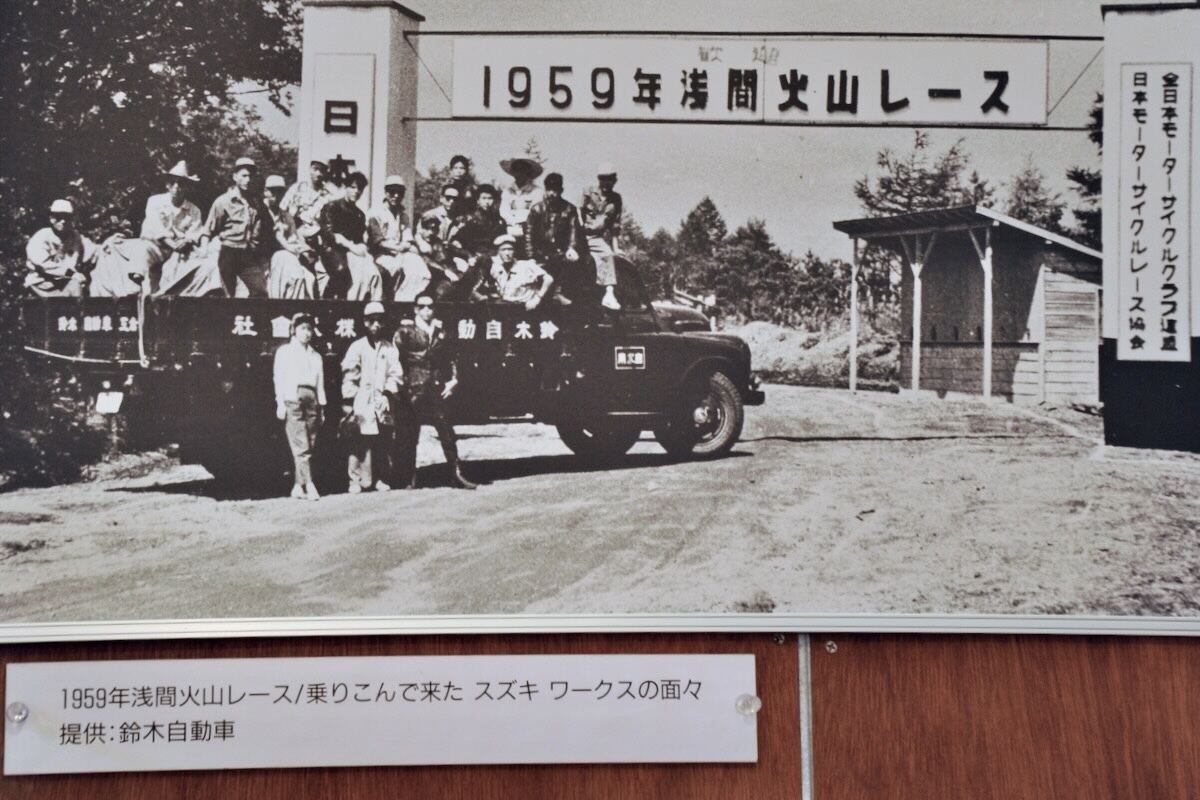 歓迎
1959年浅間火山レース
日本
全日本モーターサイクルクラブ連盟
日本モーターサイクルレース協会
鈴木自動 株 會社
1959年浅間火山レース/乗りこんで来た スズキ ワークスの面々
提供:鈴木自動車